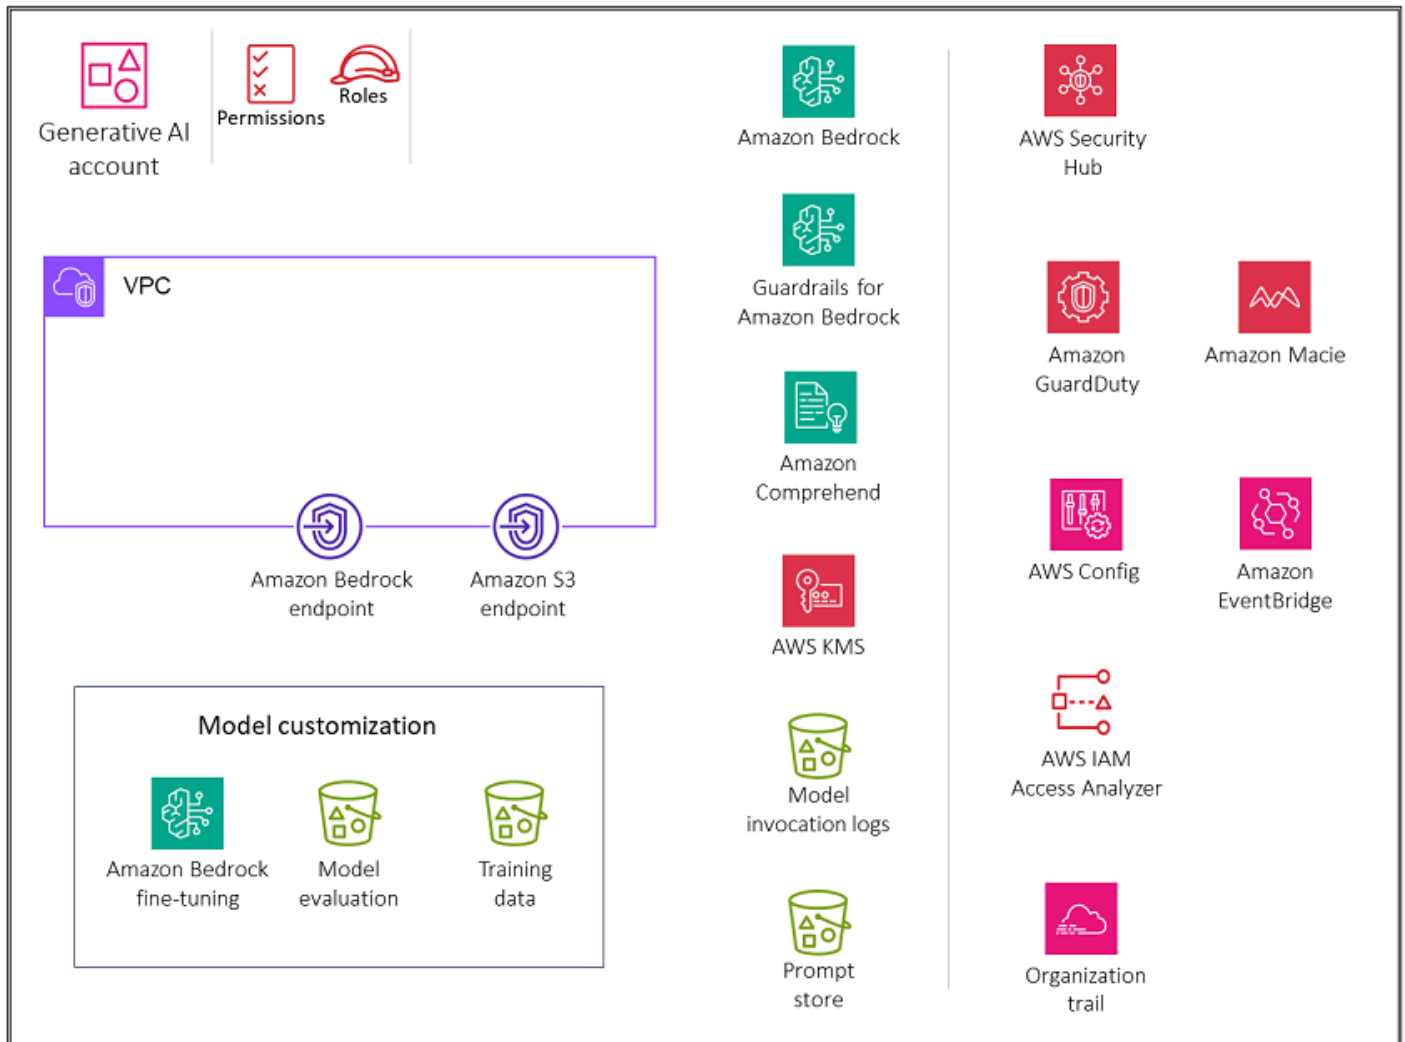 Generative AI
account
Permissions
Roles
VPC
Amazon Bedrock
endpoint
Amazon S3
endpoint
Model customization
Amazon Bedrock
fine-tuning
Model
evaluation
Training
data
Amazon Bedrock
Guardrails for
Amazon Bedrock
Amazon
Comprehend
AWS KMS
Model
invocation logs
Prompt
store
AWS Security
Hub
Amazon
GuardDuty
Amazon Macie
AWS Config
Amazon
EventBridge
AWS IAM
Access Analyzer
Organization
trail